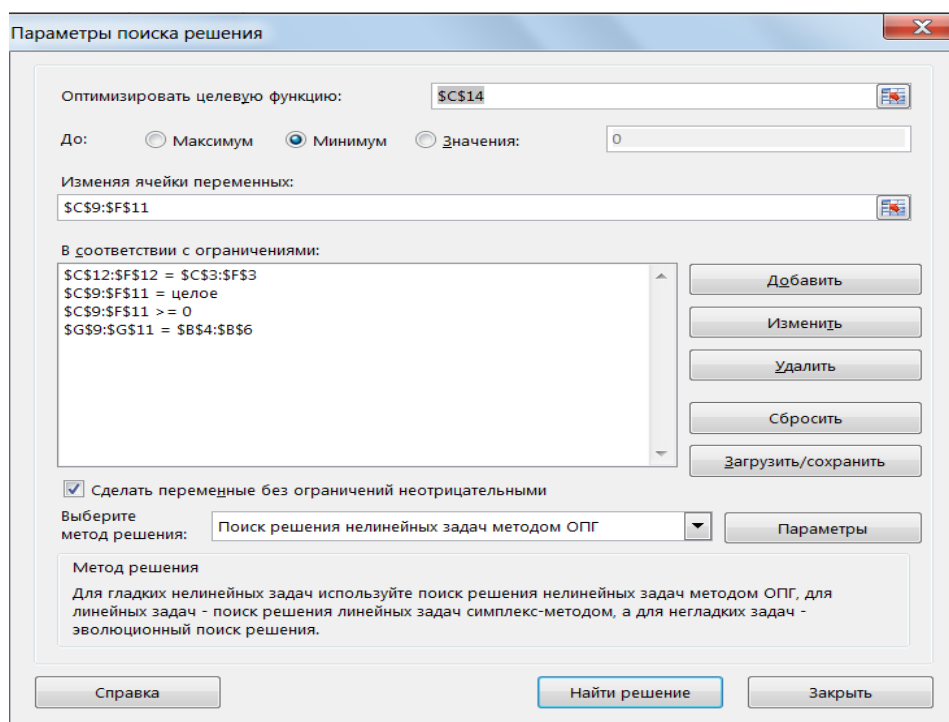 Параметры поиска решения
Оптимизировать целевую функцию:
$C$14
До:
Максимум
Минимум
Значения:
0
Изменяя ячейки переменных:
$C$9:$F$11
В соответствии с ограничениями:
$C$12:$F$12 = $C$3:$F$3
$C$9:$F$11 = целое
$C$9:$F$11 >= 0
$G$9:$G$11 = $B$4:$B$6
Добавить
Изменить
Удалить
Сбросить
Загрузить/сохранить
Сделать переменные без ограничений неотрицательными
Выберите
метод решения:
Поиск решения нелинейных задач методом ОПГ
Параметры
Метод решения
Для гладких нелинейных задач используйте поиск решения нелинейных задач методом ОПГ, для
линейных задач - поиск решения линейных задач симплекс-методом, а для негладких задач -
эволюционный поиск решения.
Справка
Найти решение
Закрыть